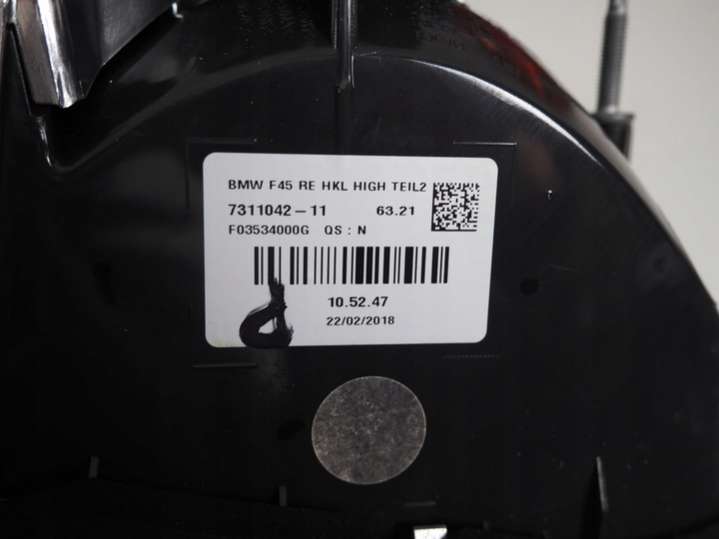 BMW F45 RE HKL HIGH TEIL2
7311042-11 63.21
F03534000G QS : N
10.52.47
22/02/2018